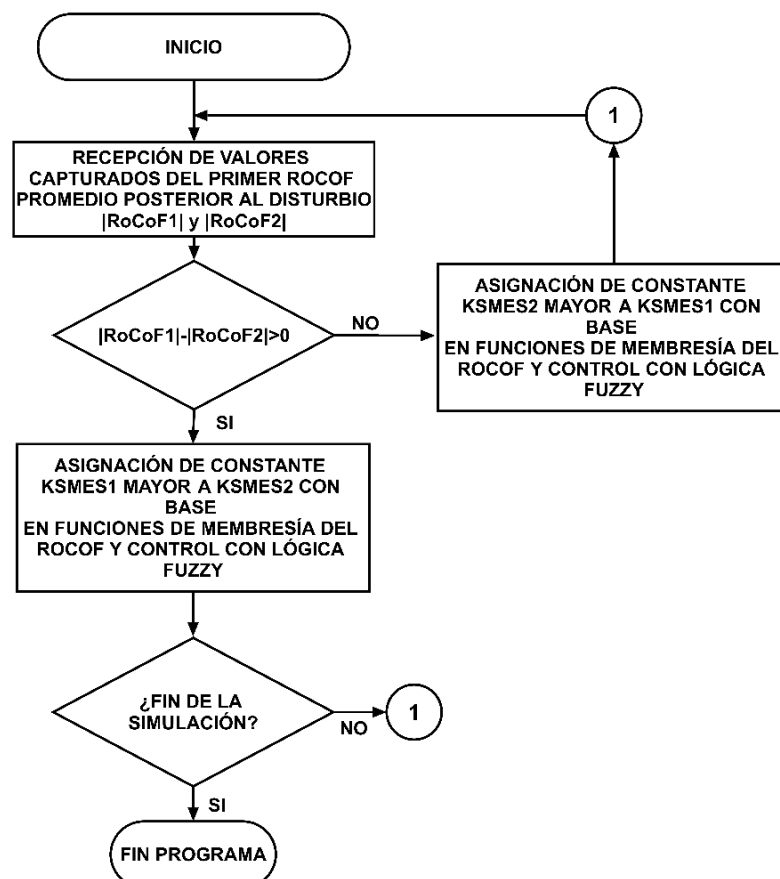 INICIO
1
RECEPCIÓN DE VALORES
CAPTURADOS DEL PRIMER ROCOF
PROMEDIO POSTERIOR AL DISTURBIO
|RoCoF1| y |RoCoF2|
|RoCoF1|-|RoCoF2|>0
NO
ASIGNACIÓN DE CONSTANTE
KSMES2 MAYOR A KSMES1 CON
BASE
EN FUNCIONES DE MEMBRESÍA DEL
ROCOF Y CONTROL CON LÓGICA
FUZZY
SI
ASIGNACIÓN DE CONSTANTE
KSMES1 MAYOR A KSMES2 CON
BASE
EN FUNCIONES DE MEMBRESÍA DEL
ROCOF Y CONTROL CON LÓGICA
FUZZY
¿FIN DE LA
SIMULACIÓN?
NO
1
SI
FIN PROGRAMA